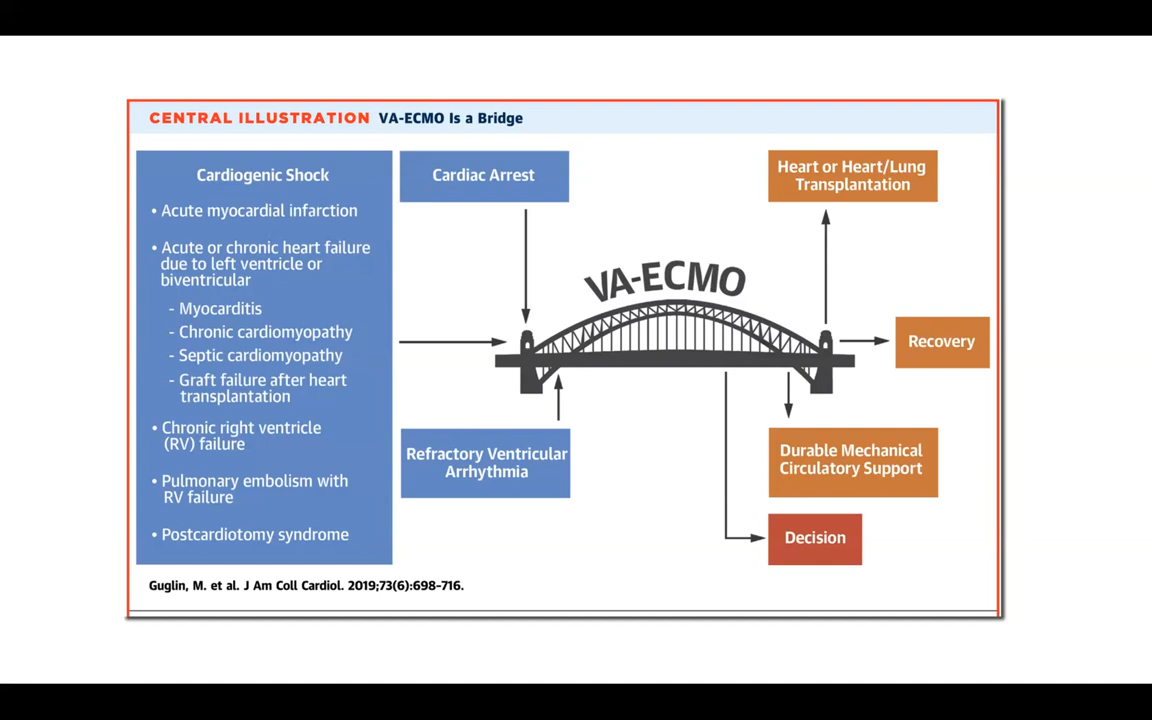 CENTRAL ILLUSTRATION VA-ECMO Is a Bridge
Cardiogenic Shock
• Acute myocardial infarction
• Acute or chronic heart failure
due to left ventricle or
biventricular
- Myocarditis
- Chronic cardiomyopathy
- Septic cardiomyopathy
- Graft failure after heart
transplantation
• Chronic right ventricle
(RV) failure
• Pulmonary embolism with
RV failure
• Postcardiotomy syndrome
Cardiac Arrest
Refractory Ventricular
Arrhythmia
VA-ECMO
Heart or Heart/Lung
Transplantation
Recovery
Durable Mechanical
Circulatory Support
Decision
Guglin, M. et al. J Am Coll Cardiol. 2019;73(6):698-716.